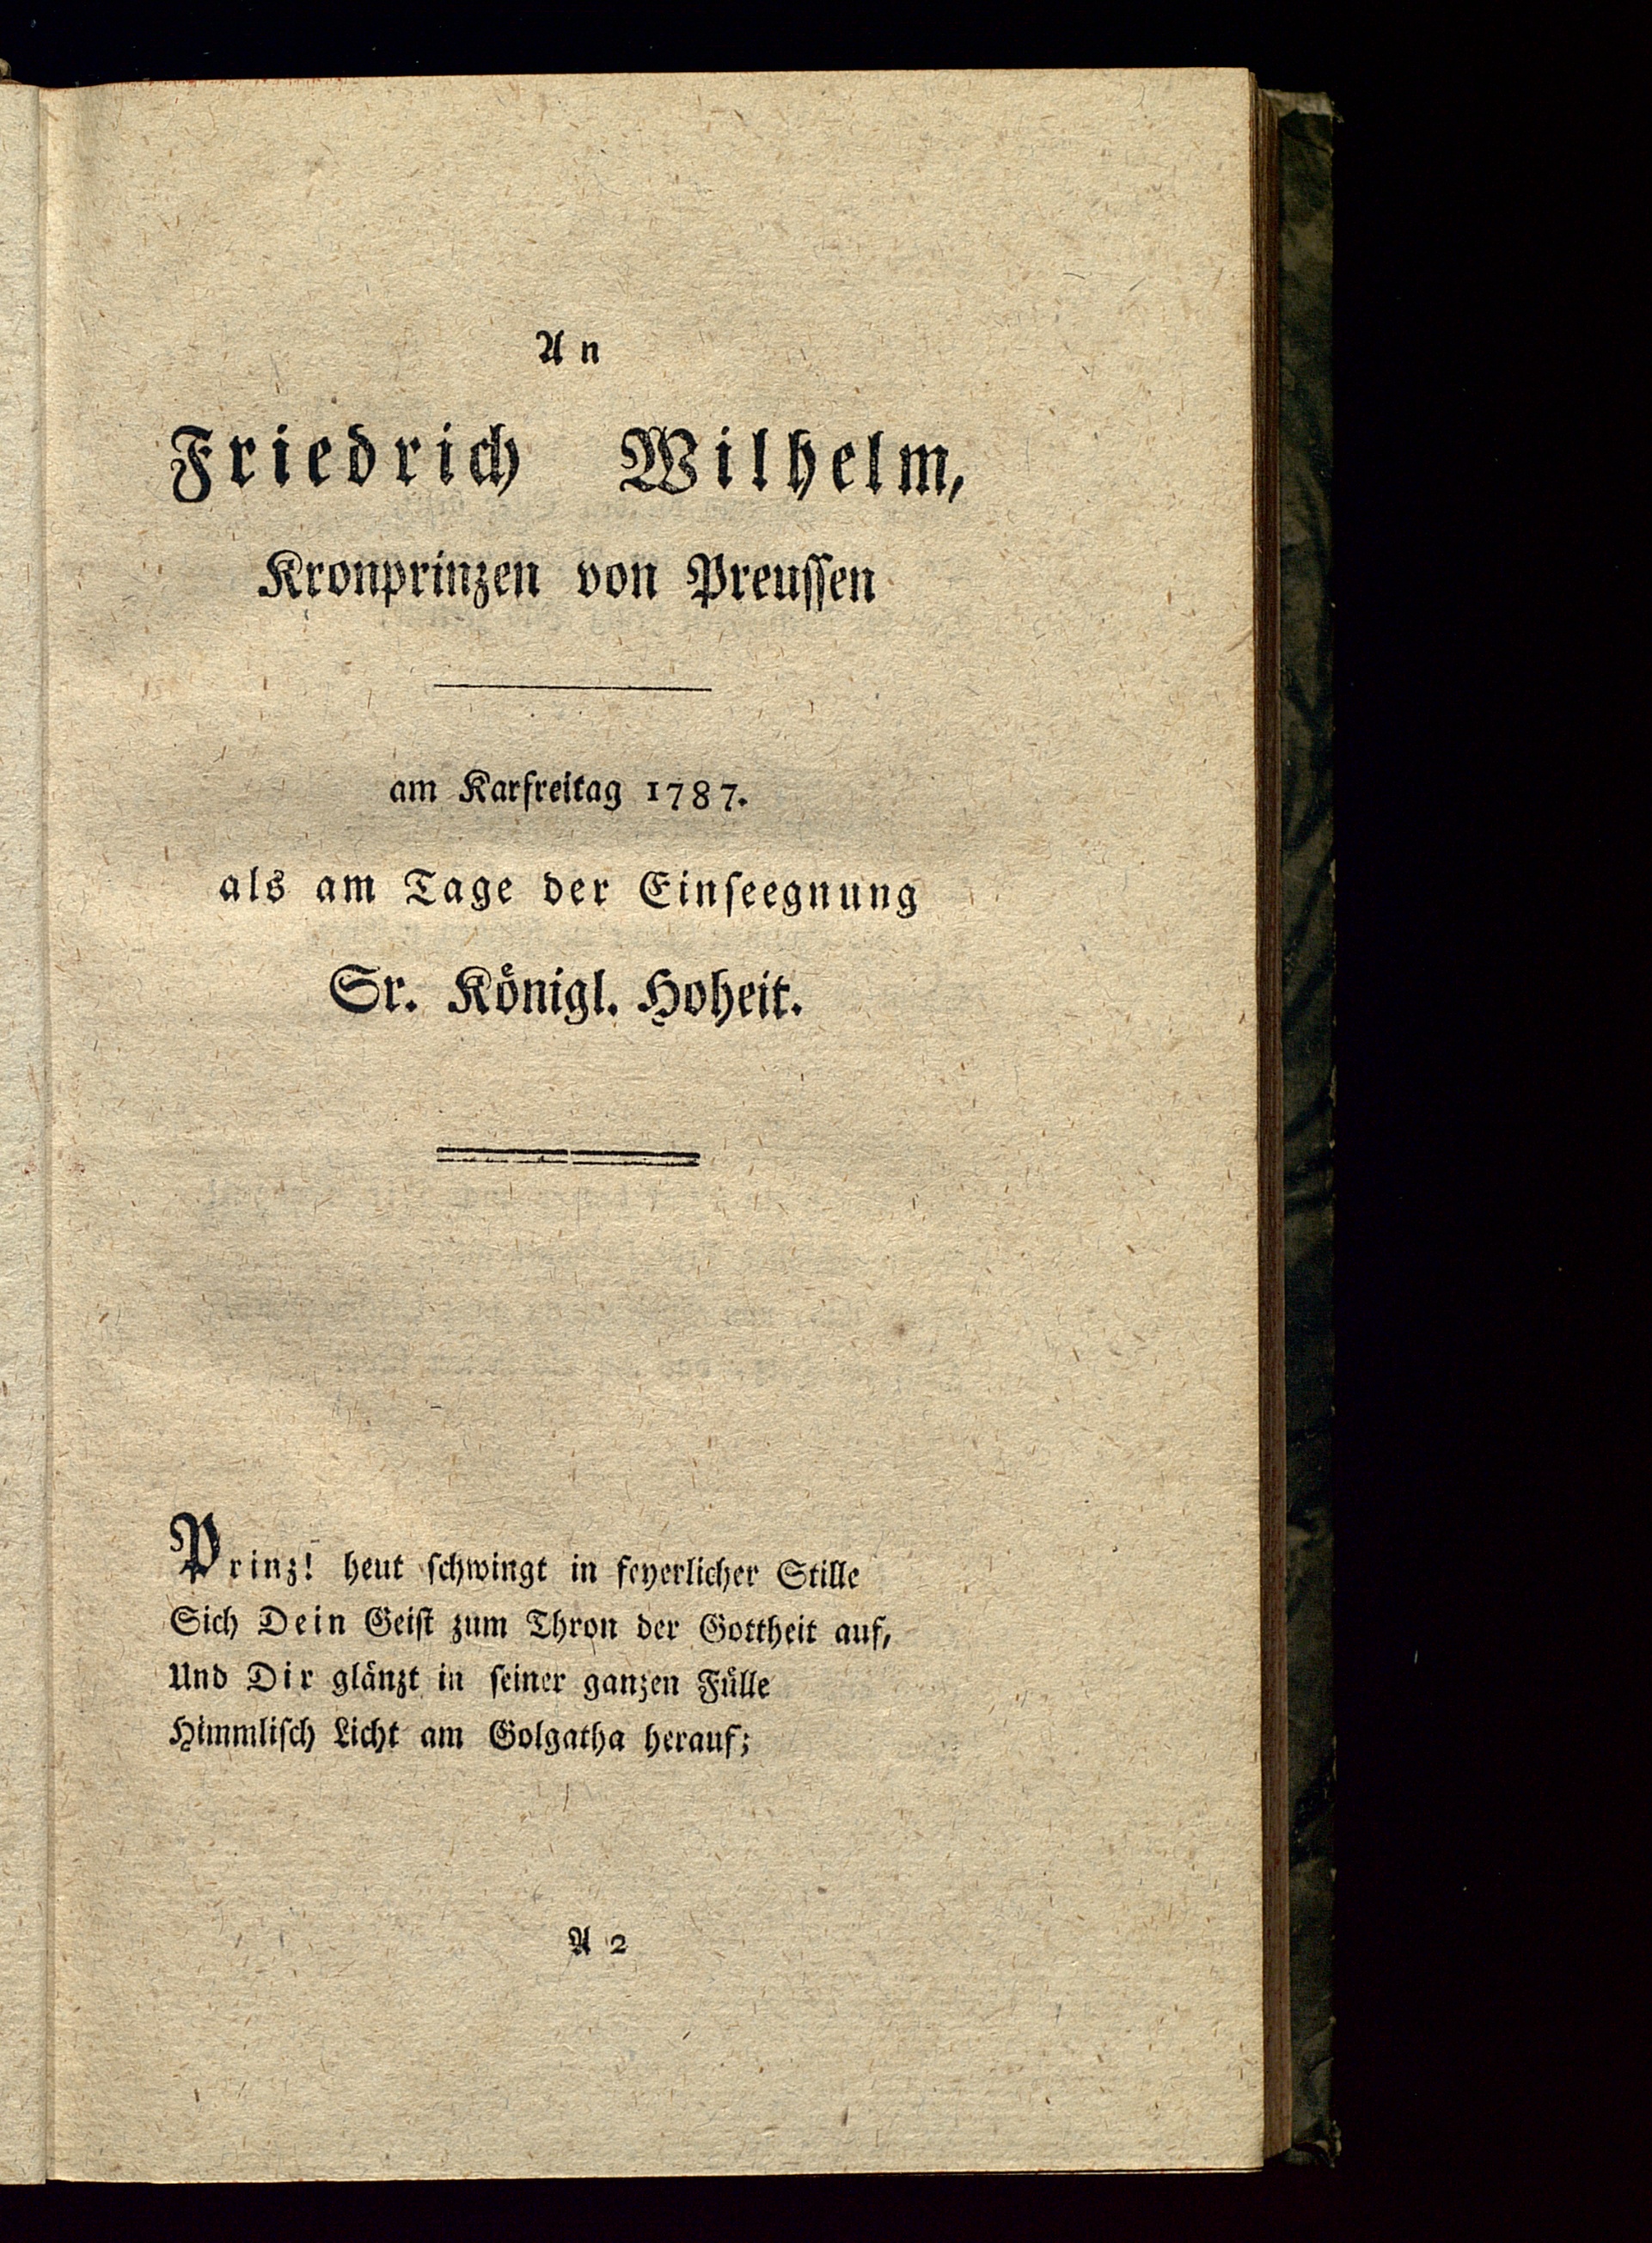 An
Friedrich Wilhelm,
Kronprinzen von Preussen
am Karfreitag 1787.
als am Tage der Einseegnung
Sr. Königl. Hoheit.
Prinz! heut schwingt in feyerlicher Stille
Sich Dein Geist zum Thron der Gottheit auf,
Und Dir glänzt in seiner ganzen Fülle
Himmlisch Licht am Golgatha herauf;
A 2